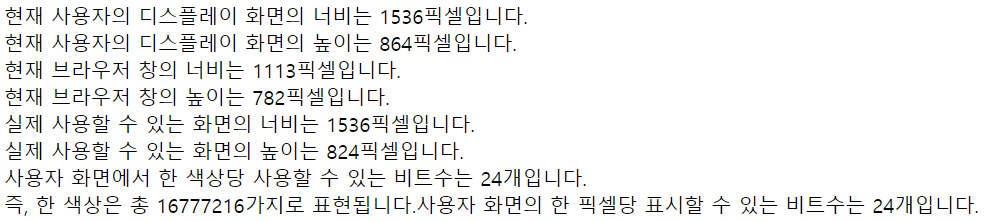 현재 사용자의 디스플레이 화면의 너비는 1536픽셀입니다.
현재 사용자의 디스플레이 화면의 높이는 864픽셀입니다.
현재 브라우저 창의 너비는 1113픽셀입니다.
현재 브라우저 창의 높이는 782픽셀입니다.
실제 사용할 수 있는 화면의 너비는 1536픽셀입니다.
실제 사용할 수 있는 화면의 높이는 824픽셀입니다.
사용자 화면에서 한 색상당 사용할 수 있는 비트수는 24개입니다.
즉, 한 색상은 총 16777216가지로 표현됩니다.사용자 화면의 한 픽셀당 표시할 수 있는 비트수는 24개입니다.